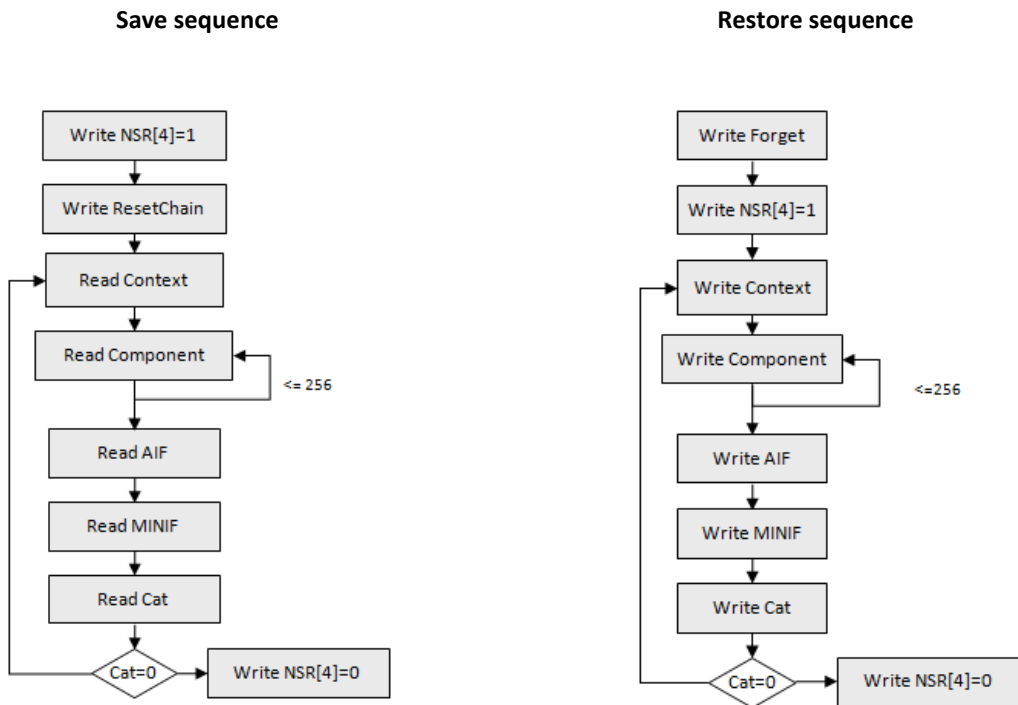 Save sequence
Write NSR[4]=1
Write ResetChain
Read Context
Read Component
<= 256
Read AIF
Read MINIF
Read Cat
Cat=0
Write NSR[4]=0
Restore sequence
Write Forget
Write NSR[4]=1
Write Context
Write Component
<=256
Write AIF
Write MINIF
Write Cat
Cat=0
Write NSR[4]=0